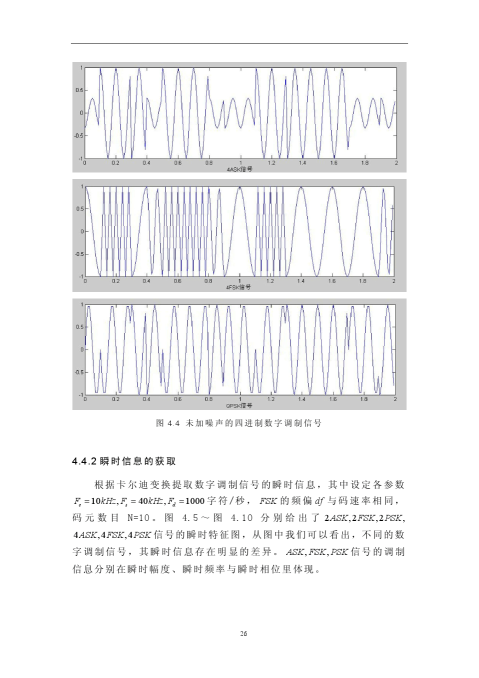 1
0.5
0
-0.5
-1
0 0.2 0.4 0.6 0.8 1 1.2 1.4 1.6 1.8 2
4ASK信号
1
0.5
0
-0.5
-1
0 0.2 0.4 0.6 0.8 1 1.2 1.4 1.6 1.8 2
4FSK信号
1
0.5
0
-0.5
-1
0 0.2 0.4 0.6 0.8 1 1.2 1.4 1.6 1.8 2
QPSK信号
图 4.4 未加噪声的四进制数字调制信号
4.4.2 瞬时信息的获取
根据卡尔迪变换提取数字调制信号的瞬时信息，其中设定各参数
=10kHz, =40kHz, =1000 字符/秒，FSK 的频偏 df 与码速率相同，
码元数目 N=10。图 4.5～图 4.10 分别给出了 2ASK,2FSK,2PSK,
4ASK,4FSK,4PSK 信号的瞬时特征图，从图中我们可以看出，不同的数
字调制信号，其瞬时信息存在明显的差异。ASK,FSK,PSK 信号的调制
信息分别在瞬时幅度、瞬时频率与瞬时相位里体现。
26